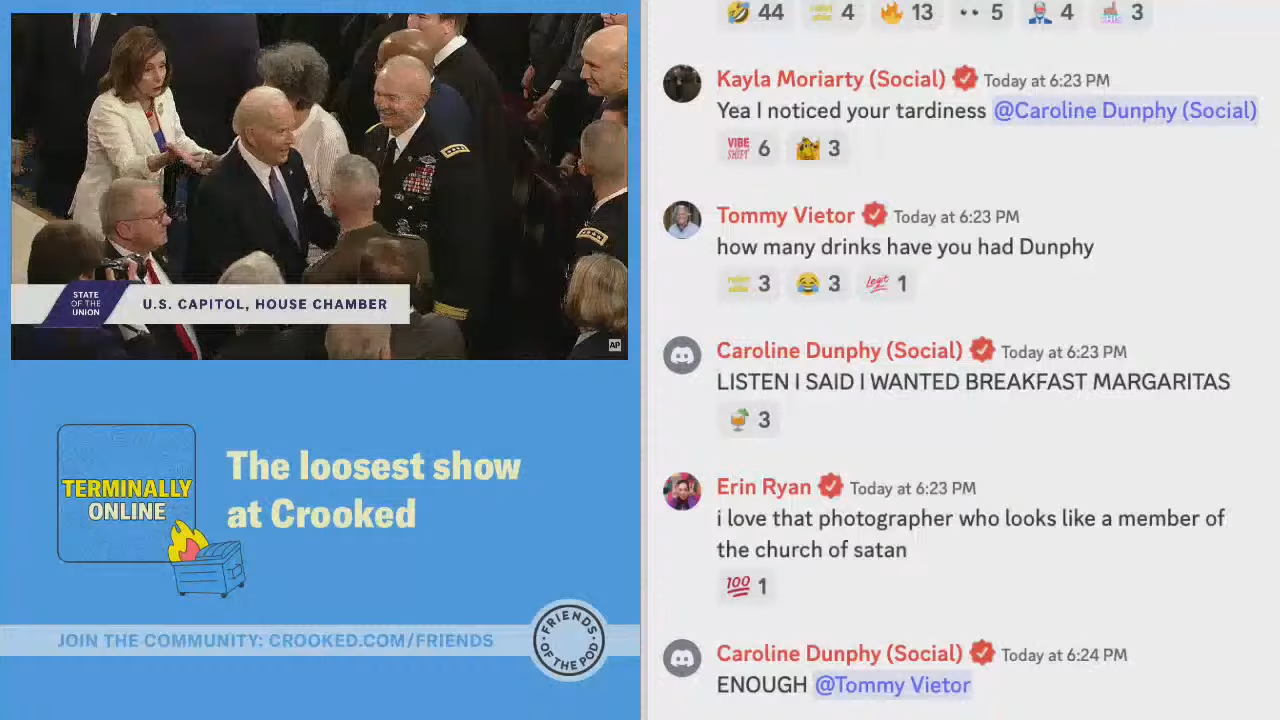 STATE
OF THE
UNION
U.S. CAPITOL, HOUSE CHAMBER
AP
TERMINALLY
ONLINE
The loosest show
at Crooked
JOIN THE COMMUNITY: CROOKED.COM/FRIENDS
FRIENDS
OF THE POD
44
4
13
5
4
3
Kayla Moriarty (Social) Today at 6:23 PM
Yea I noticed your tardiness @Caroline Dunphy (Social)
VIBE
SHIFT
6
3
Tommy Vietor Today at 6:23 PM
how many drinks have you had Dunphy
3
3
legit
1
Caroline Dunphy (Social) Today at 6:23 PM
LISTEN I SAID I WANTED BREAKFAST MARGARITAS
3
Erin Ryan Today at 6:23 PM
i love that photographer who looks like a member of
the church of satan
100 1
Caroline Dunphy (Social) Today at 6:24 PM
ENOUGH @Tommy Vietor